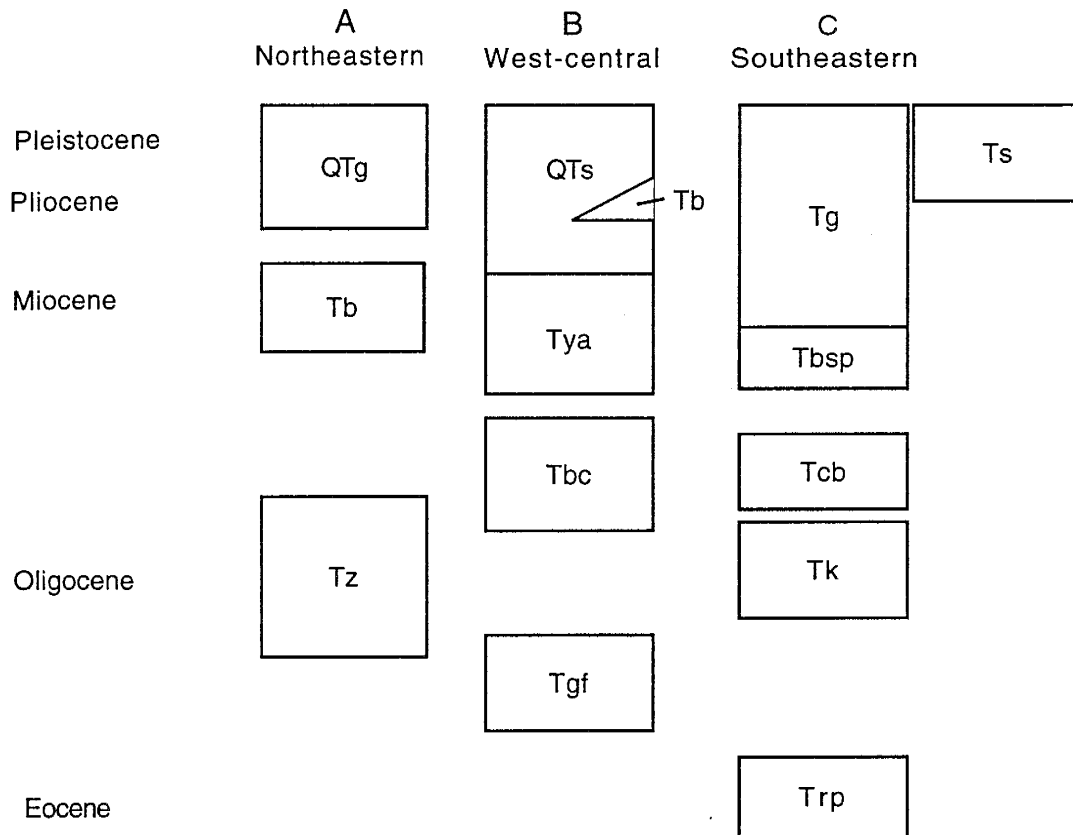 A B C
Northeastern West-central Southeastern
Pleistocene
QTg QTs Ts
Pliocene Tb
Tg
Miocene Tb
Tya
Tbsp
Tbc Tcb
Oligocene Tz Tk
Tgf
Eocene Trp